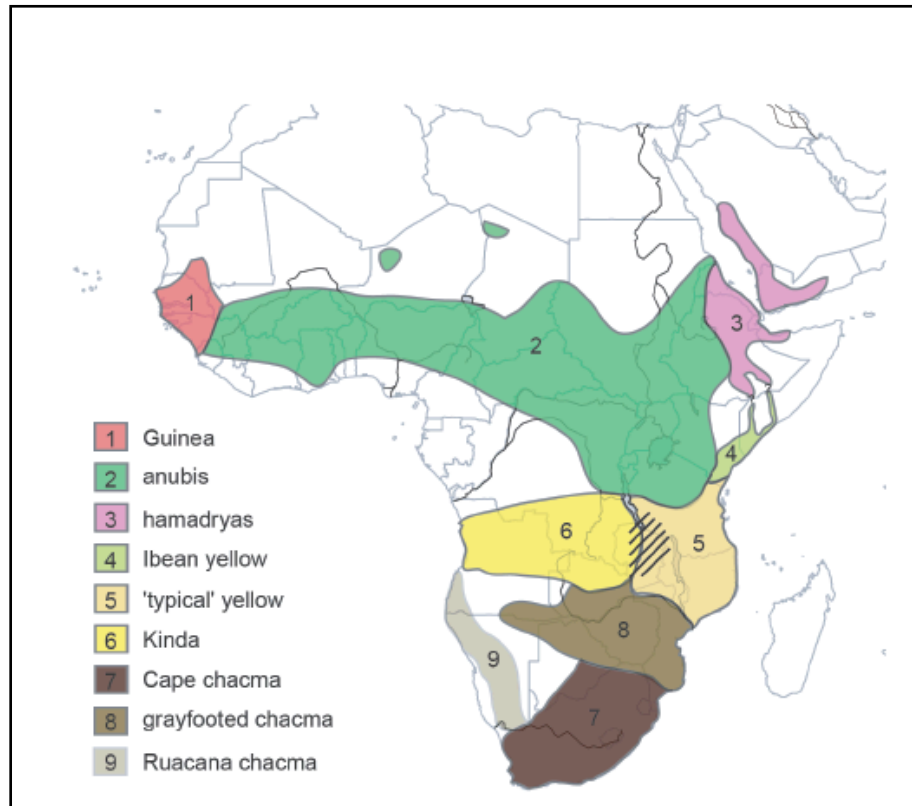 1
2
3
4
5
6
7
8
9
1 Guinea
2 anubis
3 hamadryas
4 Ibean yellow
5 'typical' yellow
6 Kinda
7 Cape chacma
8 grayfooted chacma
9 Ruacana chacma